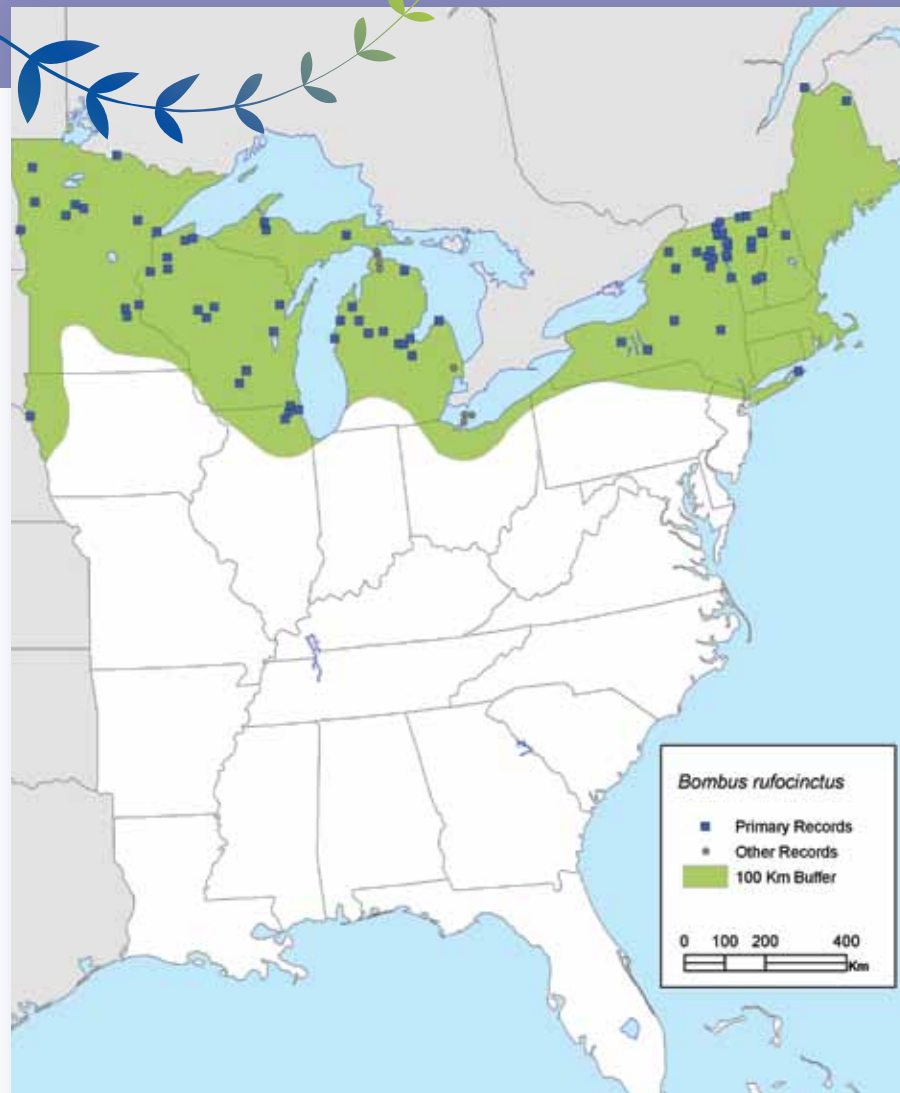 Bombus rufocinctus
Primary Records
Other Records
100 Km Buffer
0 100 200 400
Km